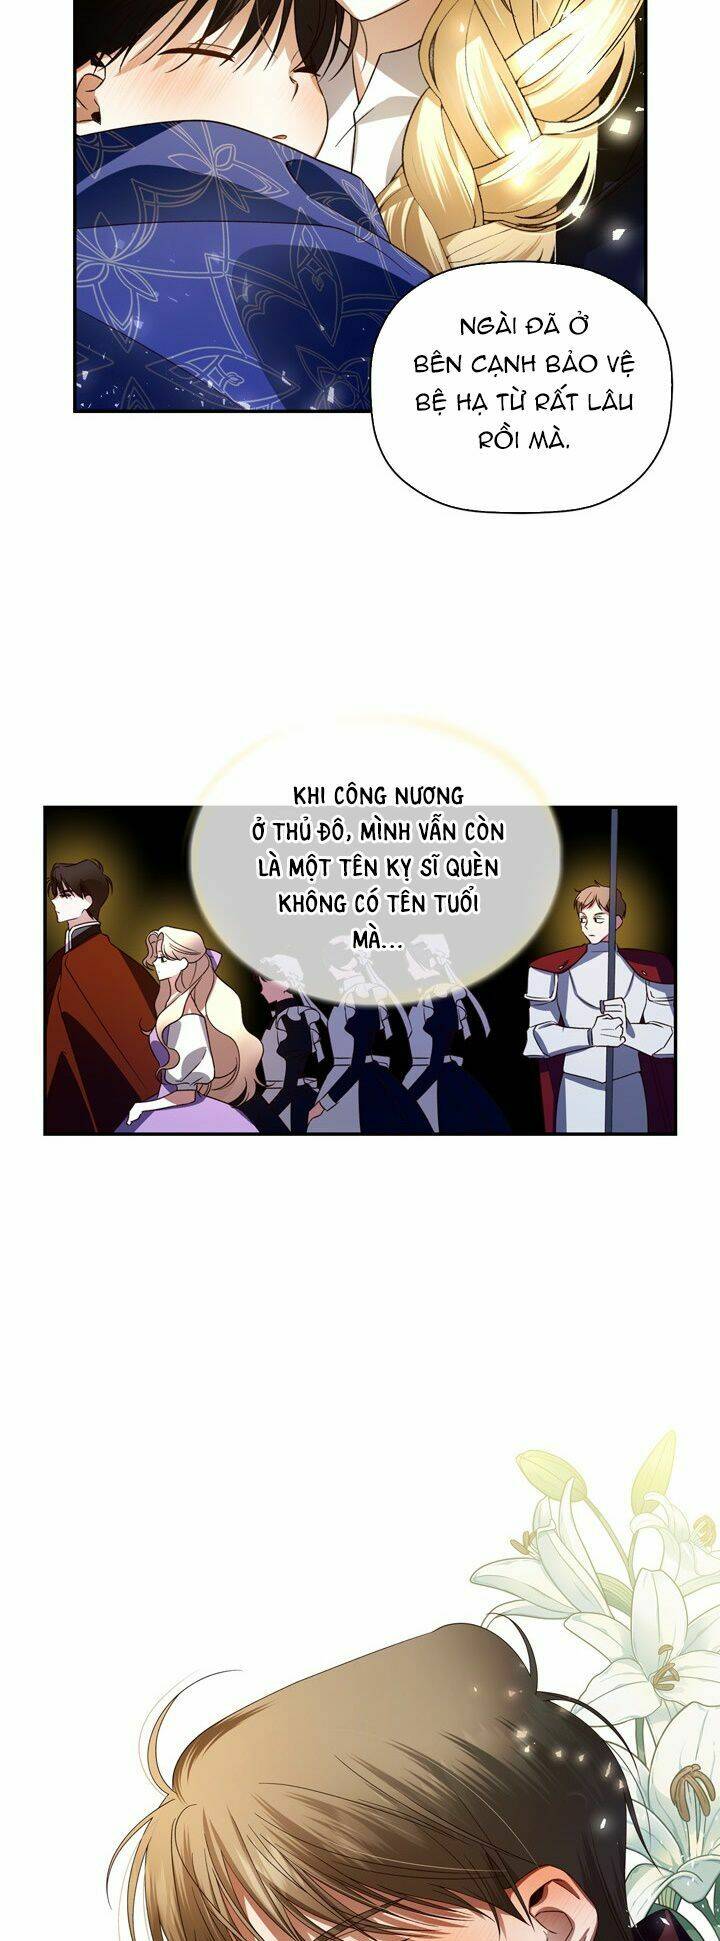 NGÀI ĐÃ Ở
BÊN CẠNH BẢO VỆ
BỆ HẠ TỪ RẤT LÂU
RỒI MÀ.
KHI CÔNG NƯƠNG
Ở THỦ ĐÔ, MÌNH VẪN CÒN
LÀ MỘT TÊN KỴ SĨ QUÈN
KHÔNG CÓ TÊN TUỔI
MÀ...